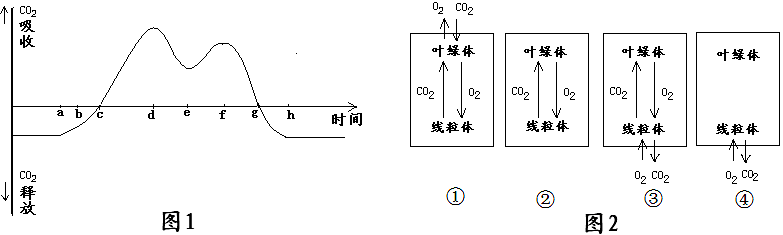 CO2
吸收
a b c d e f g h
时间
CO2
释放
图1
O2 CO2
叶绿体
CO2 O2
线粒体
①
叶绿体
CO2 O2
线粒体
②
叶绿体
CO2 O2
线粒体
O2 CO2
③
叶绿体
线粒体
O2 CO2
④
图2